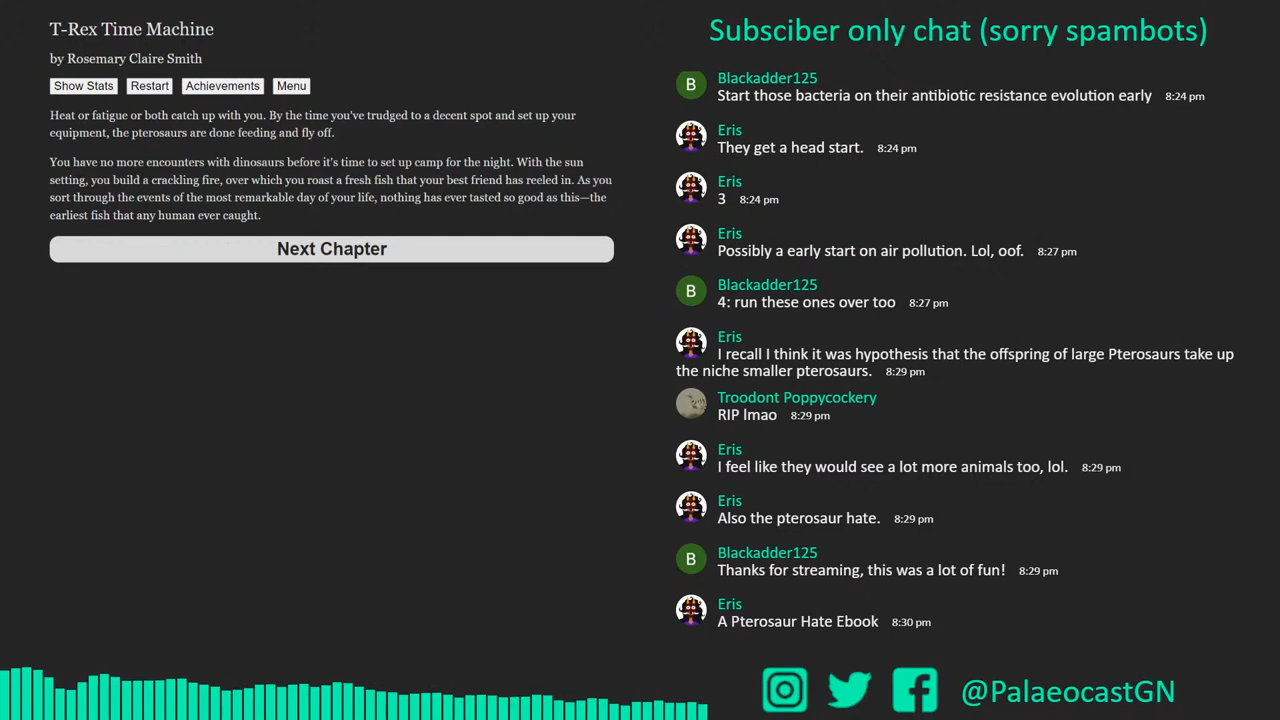 T-Rex Time Machine
by Rosemary Claire Smith
Show Stats
Restart
Achievements
Menu
Heat or fatigue or both catch up with you. By the time you've trudged to a decent spot and set up your
equipment, the pterosaurs are done feeding and fly off.
You have no more encounters with dinosaurs before it's time to set up camp for the night. With the sun
setting, you build a crackling fire, over which you roast a fresh fish that your best friend has reeled in. As you
sort through the events of the most remarkable day of your life, nothing has ever tasted so good as this—the
earliest fish that any human ever caught.
Next Chapter
Subsciber only chat (sorry spambots)
B
Blackadder125
Start those bacteria on their antibiotic resistance evolution early 8:24 pm
Eris
They get a head start. 8:24 pm
Eris
3 8:24 pm
Eris
Possibly a early start on air pollution. Lol, oof. 8:27 pm
B
Blackadder125
4: run these ones over too 8:27 pm
Eris
I recall I think it was hypothesis that the offspring of large Pterosaurs take up
the niche smaller pterosaurs. 8:29 pm
Troodont Poppycockery
RIP lmao 8:29 pm
Eris
I feel like they would see a lot more animals too, lol. 8:29 pm
Eris
Also the pterosaur hate. 8:29 pm
B
Blackadder125
Thanks for streaming, this was a lot of fun! 8:29 pm
Eris
A Pterosaur Hate Ebook 8:30 pm
@PalaeocastGN